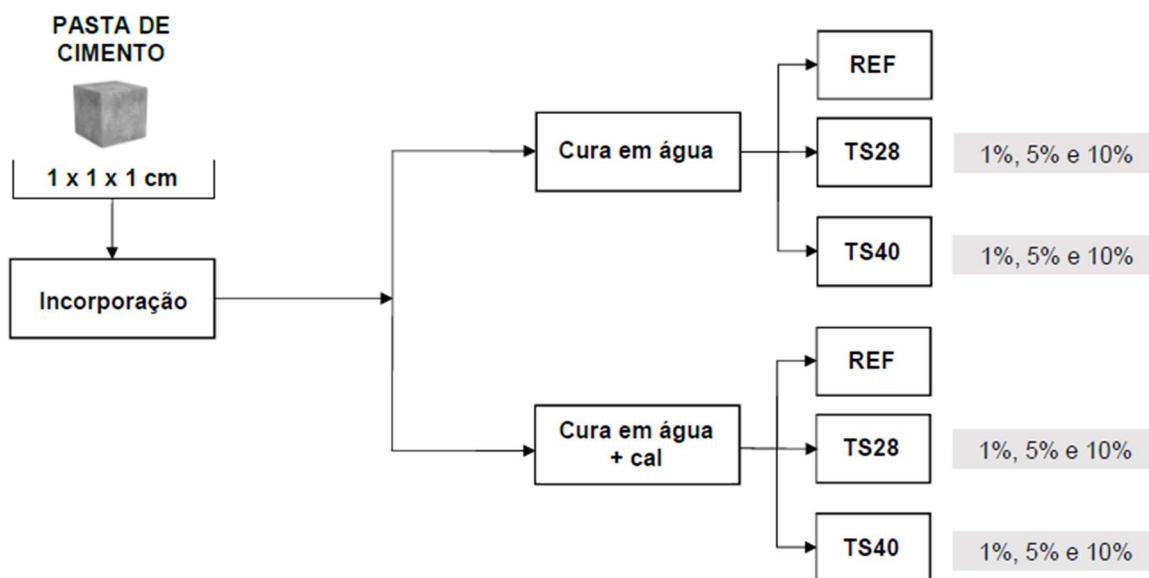 PASTA DE
CIMENTO
1 x 1 x 1 cm
Incorporação
Cura em água
REF
TS28
1%, 5% e 10%
TS40
1%, 5% e 10%
Cura em água
+ cal
REF
TS28
1%, 5% e 10%
TS40
1%, 5% e 10%